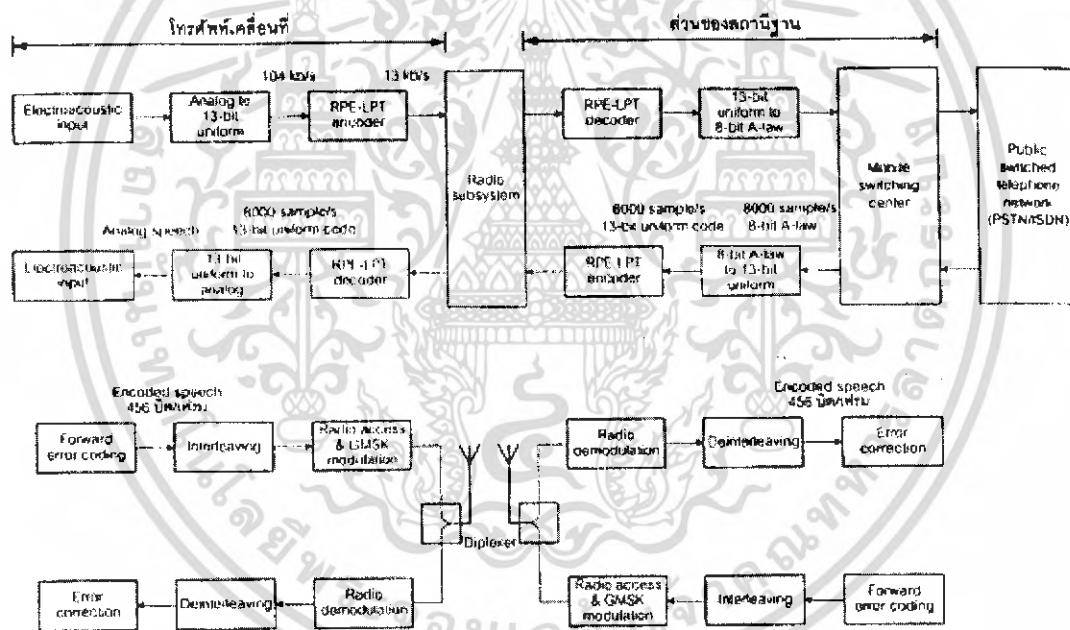 โทรศัพท์เคลื่อนที่
ส่วนของสถานีฐาน
104 kb/s
13 kb/s
Electroacoustic
input
Analog to
13-bit
uniform
RPE-LPT
encoder
Radio
subsystem
RPE-LPT
decoder
13-bit
uniform to
8-bit A-law
Mobile
switching
center
Public
switched
telephone
network
(PSTN/ISDN)
Analog speech
8000 sample/s
13-bit uniform code
8000 sample/s
13-bit uniform code
8000 sample/s
8-bit A-law
Electroacoustic
input
13-bit
uniform to
analog
RPE-LPT
decoder
RPE-LPT
encoder
8-bit A-law
to 13-bit
uniform
Encoded speech
456 บิต/เฟรม
Encoded speech
456 บิต/เฟรม
Forward
error coding
Interleaving
Radio access
& GMSK
modulation
Radio
demodulation
Deinterleaving
Error
correction
Diplexer
Error
correction
Deinterleaving
Radio
demodulation
Radio access
& GMSK
modulation
Interleaving
Forward
error coding